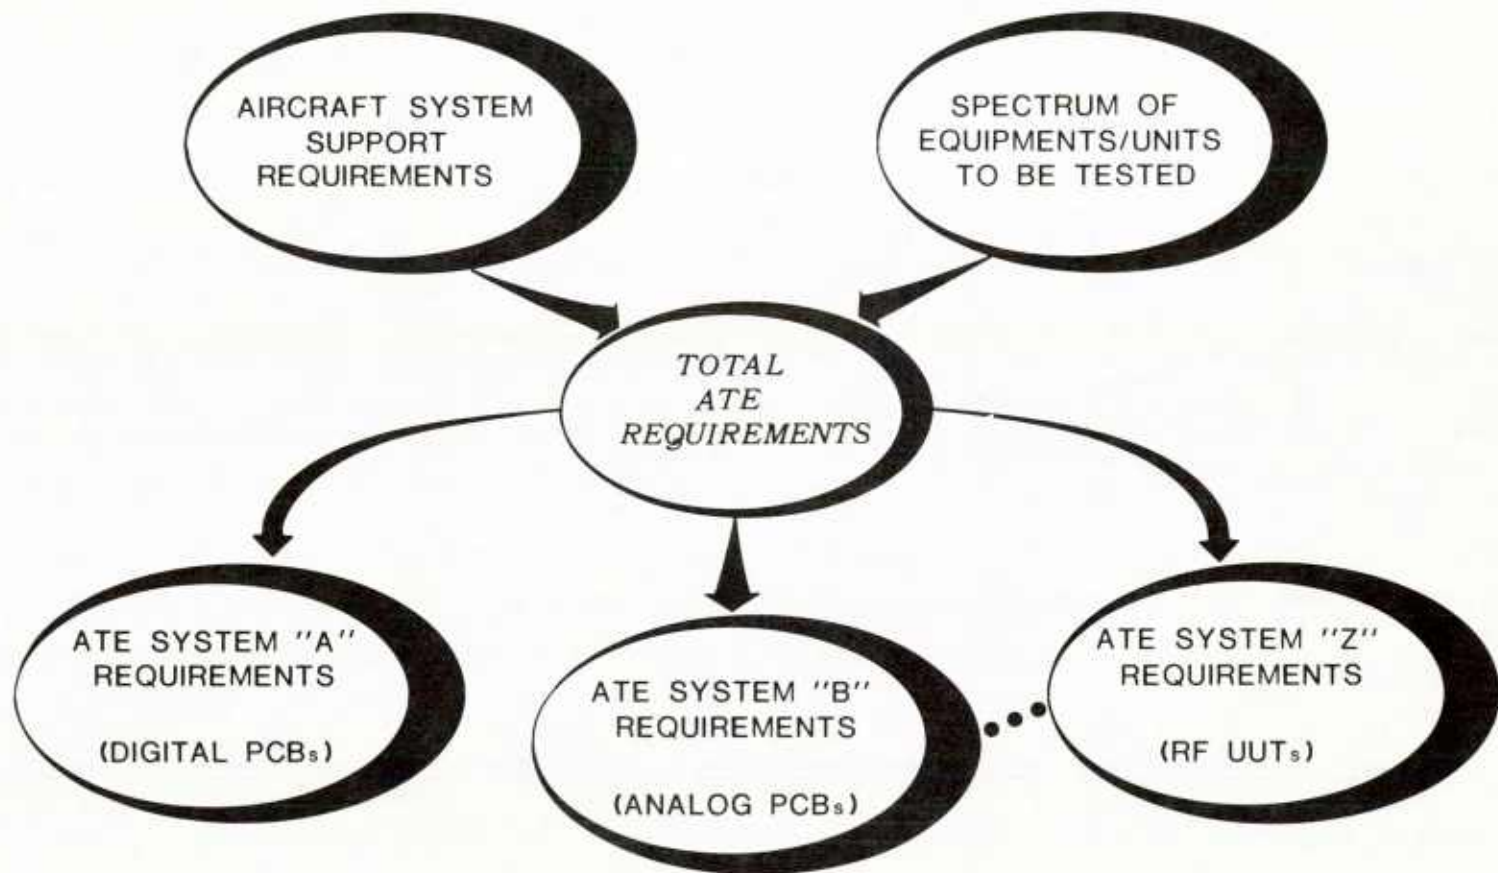 AIRCRAFT SYSTEM
SUPPORT
REQUIREMENTS
SPECTRUM OF
EQUIPMENTS/UNITS
TO BE TESTED
TOTAL
ATE
REQUIREMENTS
ATE SYSTEM "A"
REQUIREMENTS
(DIGITAL PCBs)
ATE SYSTEM "B"
REQUIREMENTS
(ANALOG PCBs)
ATE SYSTEM "Z"
REQUIREMENTS
(RF UUTs)